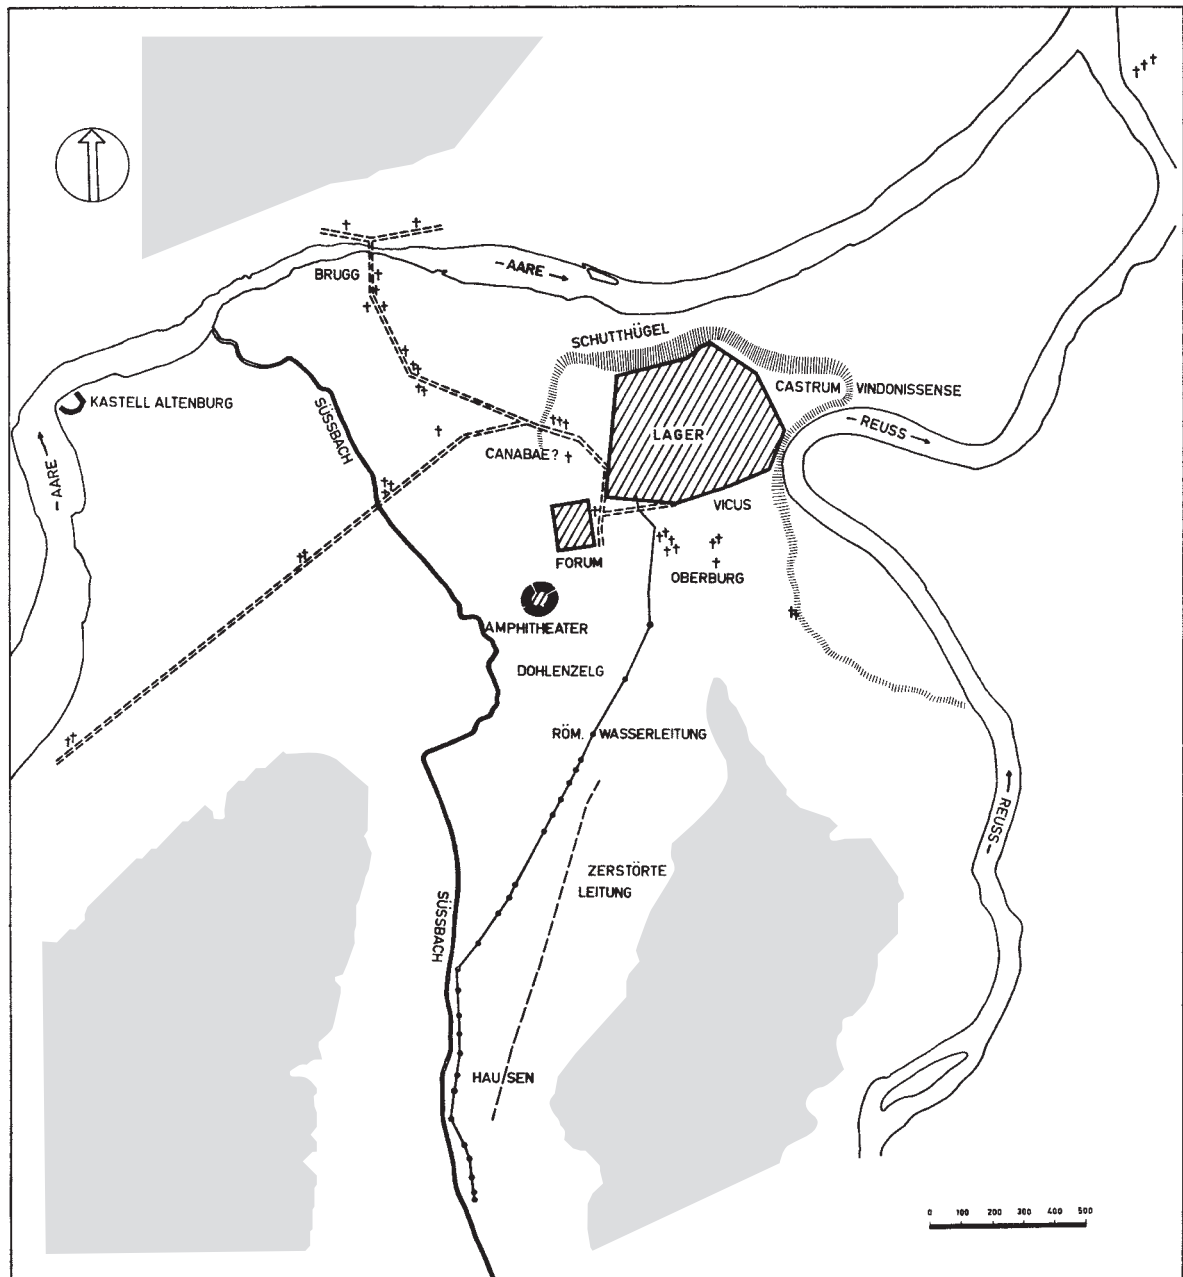 BRUGG
- AARE
SCHUTTHÜGEL
CASTRUM VINDONISSENSE
KASTELL ALTENBURG
SÜSSBACH
- REUSS
LAGER
- AARE
CANABAE?
VICUS
FORUM
OBERBURG
AMPHITHEATER
DOHLENZELG
RÖM. WASSERLEITUNG
REUSS -
ZERSTÖRTE
LEITUNG
SÜSSBACH
HAUSEN
0 100 200 300 400 500